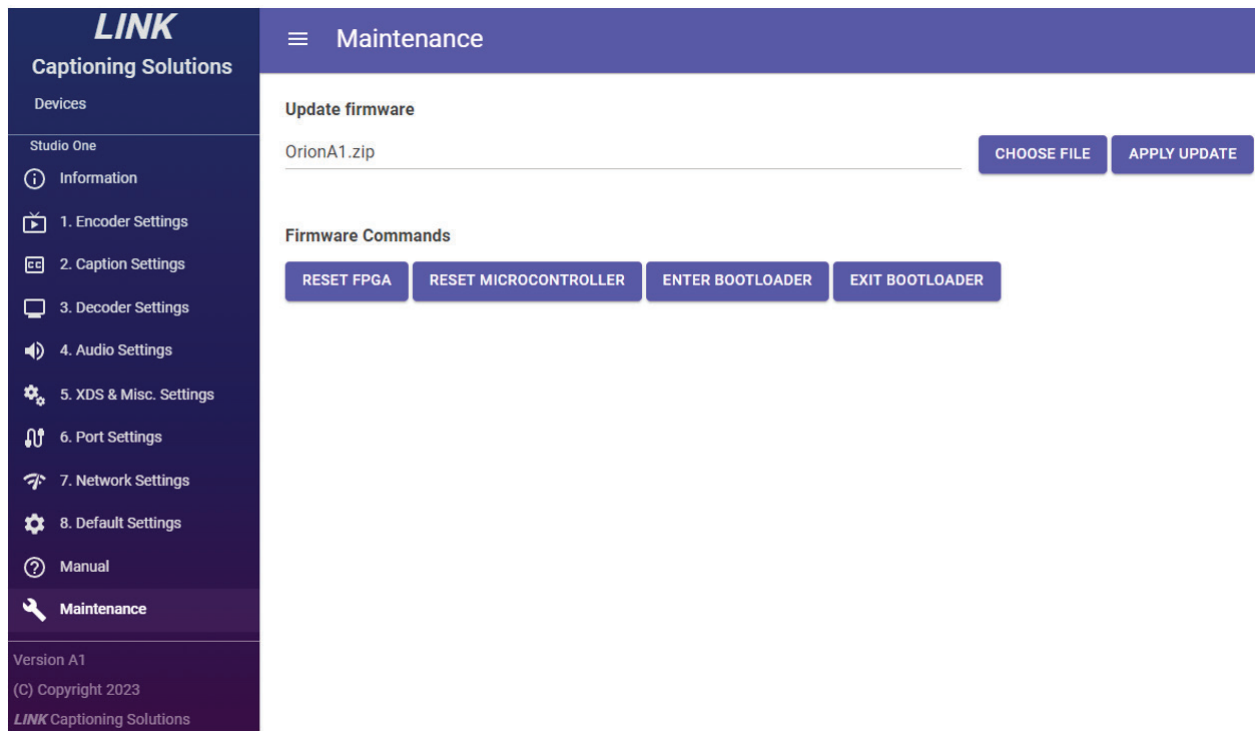 LINK
Captioning Solutions
Devices
Studio One
Information
1. Encoder Settings
2. Caption Settings
3. Decoder Settings
4. Audio Settings
5. XDS & Misc. Settings
6. Port Settings
7. Network Settings
8. Default Settings
Manual
Maintenance
Version A1
(C) Copyright 2023
LINK Captioning Solutions
Maintenance
Update firmware
OrionA1.zip CHOOSE FILE APPLY UPDATE
Firmware Commands
RESET FPGA RESET MICROCONTROLLER ENTER BOOTLOADER EXIT BOOTLOADER